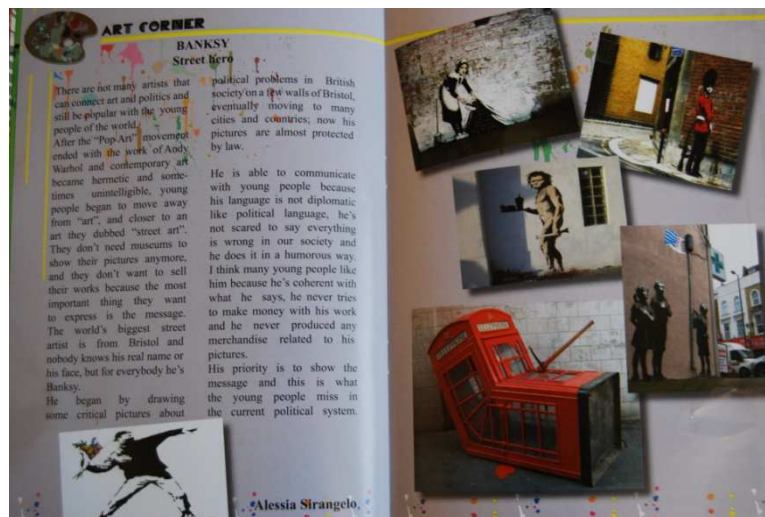 ART CORNER
BANKSY
Street hero
There are not many artists that
can connect art and politics and
still be popular with the young
people of the world.
After the “Pop Art” movement
ended with the work of Andy
Warhol and contemporary art
became hermetic and some-
times unintelligible, young
people began to move away
from “art”, and closer to an
art they dubbed “street art”.
They don’t need museums to
show their pictures anymore,
and they don’t want to sell
their works because the most
important thing they want
to express is the message.
The world’s biggest street
artist is from Bristol and
nobody knows his real name or
his face, but for everybody he’s
Banksy.
He began by drawing
some critical pictures about
political problems in British
society on a few walls of Bristol,
eventually moving to many
cities and countries; now his
pictures are almost protected
by law.
He is able to communicate
with young people because
his language is not diplomatic
like political language, he’s
not scared to say everything
is wrong in our society and
he does it in a humorous way.
I think many young people like
him because he’s coherent with
what he says, he never tries
to make money with his work
and he never produced any
merchandise related to his
pictures.
His priority is to show the
message and this is what
the young people miss in
the current political system.
Alessia Sirangelo
TELEPHONE
TELEPHONE